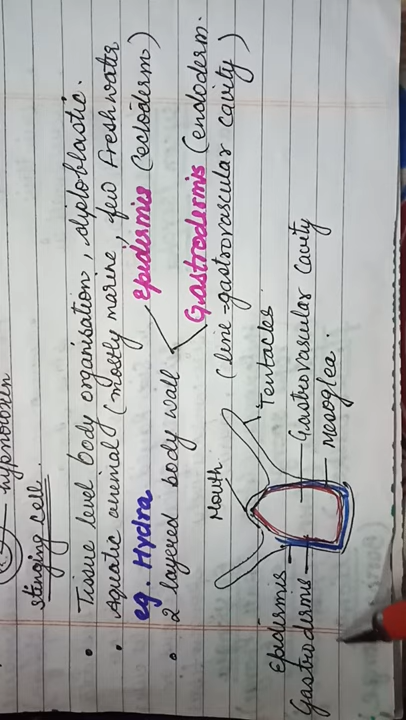 hypnotoxin
stinging cell.
• Tissue level body organisation, diploblastic.
• Aquatic animal (mostly marine, few Freshwater
eg. Hydra
• 2 layered body wall
Epidermis (ectoderm)
Gastrodermis (endoderm.
(line-gastrovascular cavity)
Mouth
Tentacles
Epidermis
Gastrodermis
Gastrovascular cavity
Mesoglea.